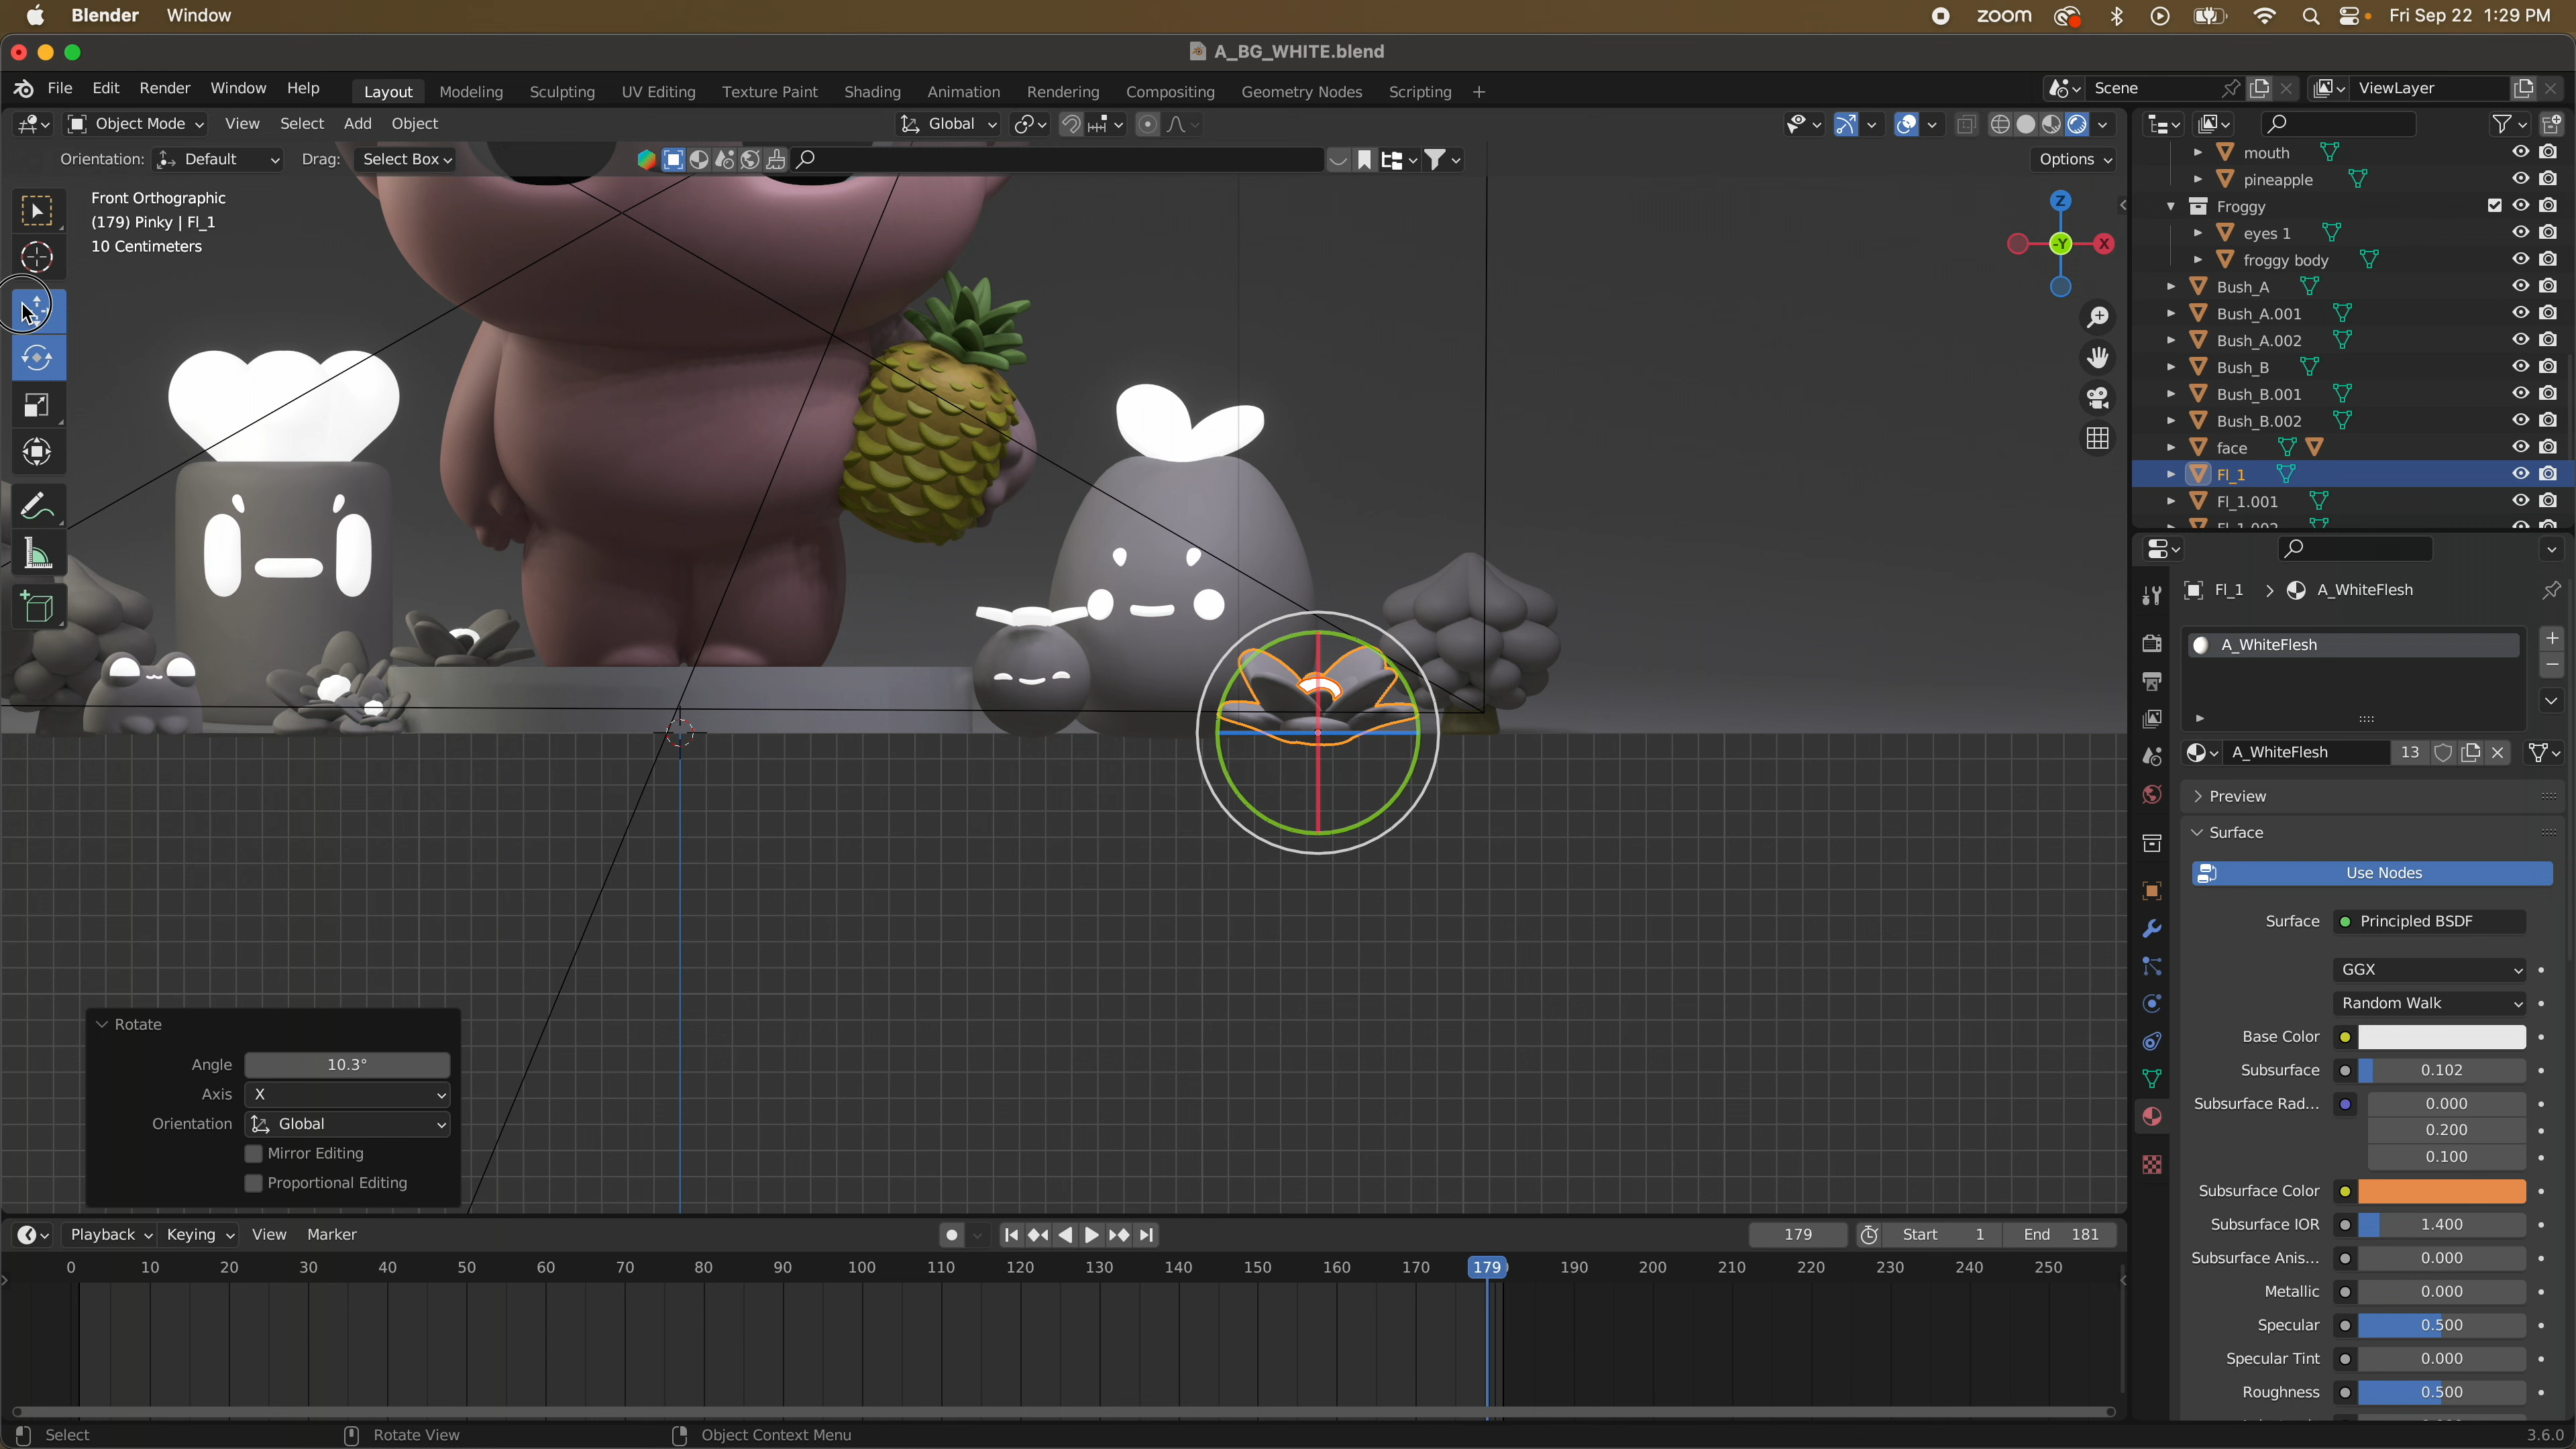 Blender Window
zoom Fri Sep 22 1:29 PM
A_BG_WHITE.blend
File Edit Render Window Help Layout Modeling Sculpting UV Editing Texture Paint Shading Animation Rendering Compositing Geometry Nodes Scripting + Scene ViewLayer
Object Mode View Select Add Object Global
Orientation: Default Drag: Select Box Options
Front Orthographic
(179) Pinky | Fl_1
10 Centimeters
Z
-Y X
mouth
pineapple
Froggy
eyes 1
froggy body
Bush_A
Bush_A.001
Bush_A.002
Bush_B
Bush_B.001
Bush_B.002
face
Fl_1
Fl_1.001
Fl_1.002
Fl_1 > A_WhiteFlesh
A_WhiteFlesh
A_WhiteFlesh 13
Preview
Surface
Use Nodes
Surface Principled BSDF
GGX
Random Walk
Base Color
Subsurface 0.102
Subsurface Rad... 0.000
0.200
0.100
Subsurface Color
Subsurface IOR 1.400
Subsurface Anis... 0.000
Metallic 0.000
Specular 0.500
Specular Tint 0.000
Roughness 0.500
Rotate
Angle 10.3°
Axis X
Orientation Global
Mirror Editing
Proportional Editing
Playback Keying View Marker 179 Start 1 End 181
0 10 20 30 40 50 60 70 80 90 100 110 120 130 140 150 160 170 179 190 200 210 220 230 240 250
Select Rotate View Object Context Menu 3.6.0